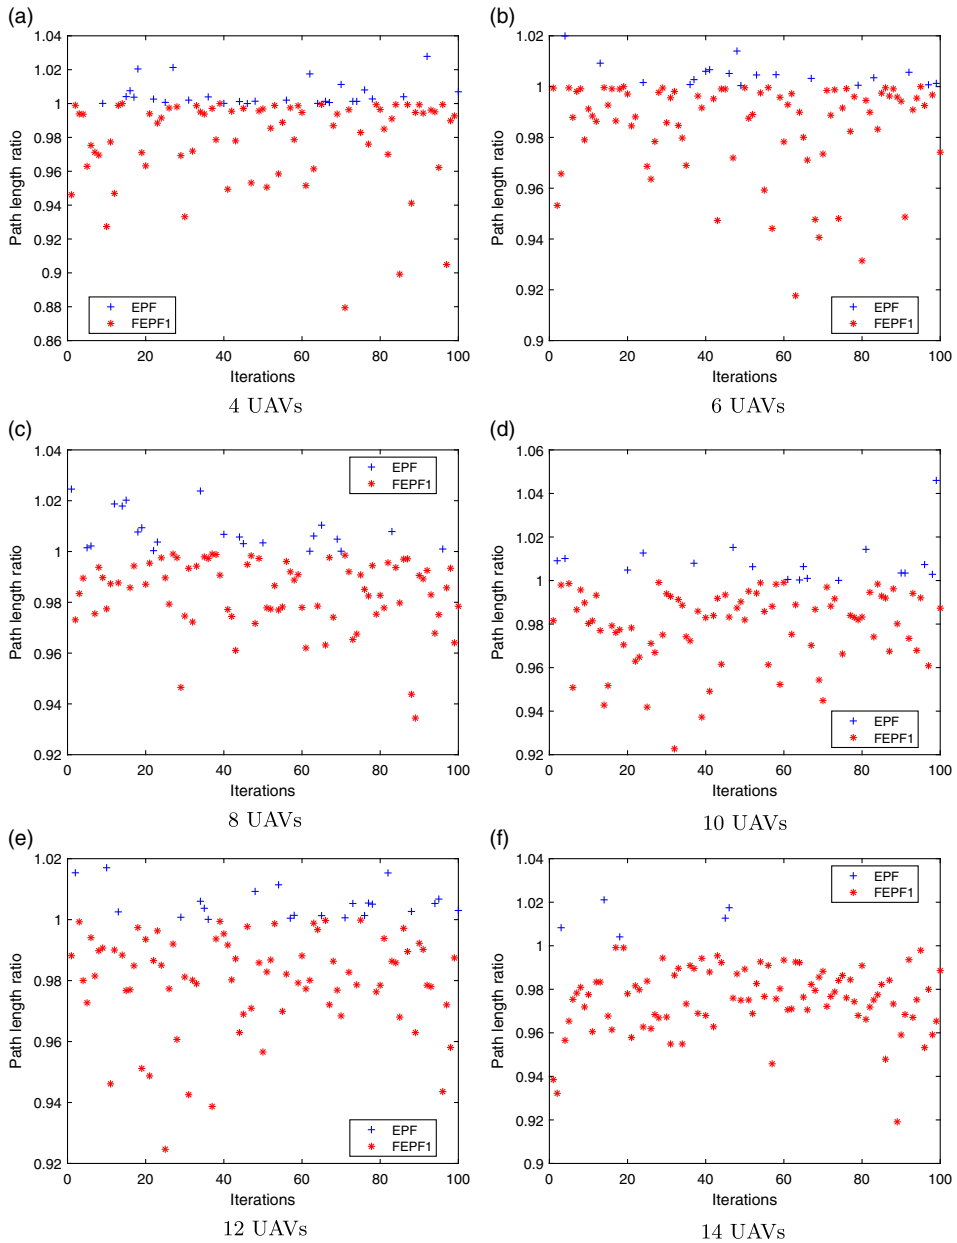 (a)
1.04
1.02
1
0.98
0.96
0.94
0.92
0.9
0.88
0.86
Path length ratio
EPF
FEPF1
0 20 40 60 80 100
Iterations
4 UAVs
(b)
1.02
1
0.98
0.96
0.94
0.92
0.9
Path length ratio
EPF
FEPF1
0 20 40 60 80 100
Iterations
6 UAVs
(c)
1.04
1.02
1
0.98
0.96
0.94
0.92
Path length ratio
EPF
FEPF1
0 20 40 60 80 100
Iterations
8 UAVs
(d)
1.06
1.04
1.02
1
0.98
0.96
0.94
0.92
Path length ratio
EPF
FEPF1
0 20 40 60 80 100
Iterations
10 UAVs
(e)
1.02
1
0.98
0.96
0.94
0.92
Path length ratio
EPF
FEPF1
0 20 40 60 80 100
Iterations
12 UAVs
(f)
1.04
1.02
1
0.98
0.96
0.94
0.92
0.9
Path length ratio
EPF
FEPF1
0 20 40 60 80 100
Iterations
14 UAVs